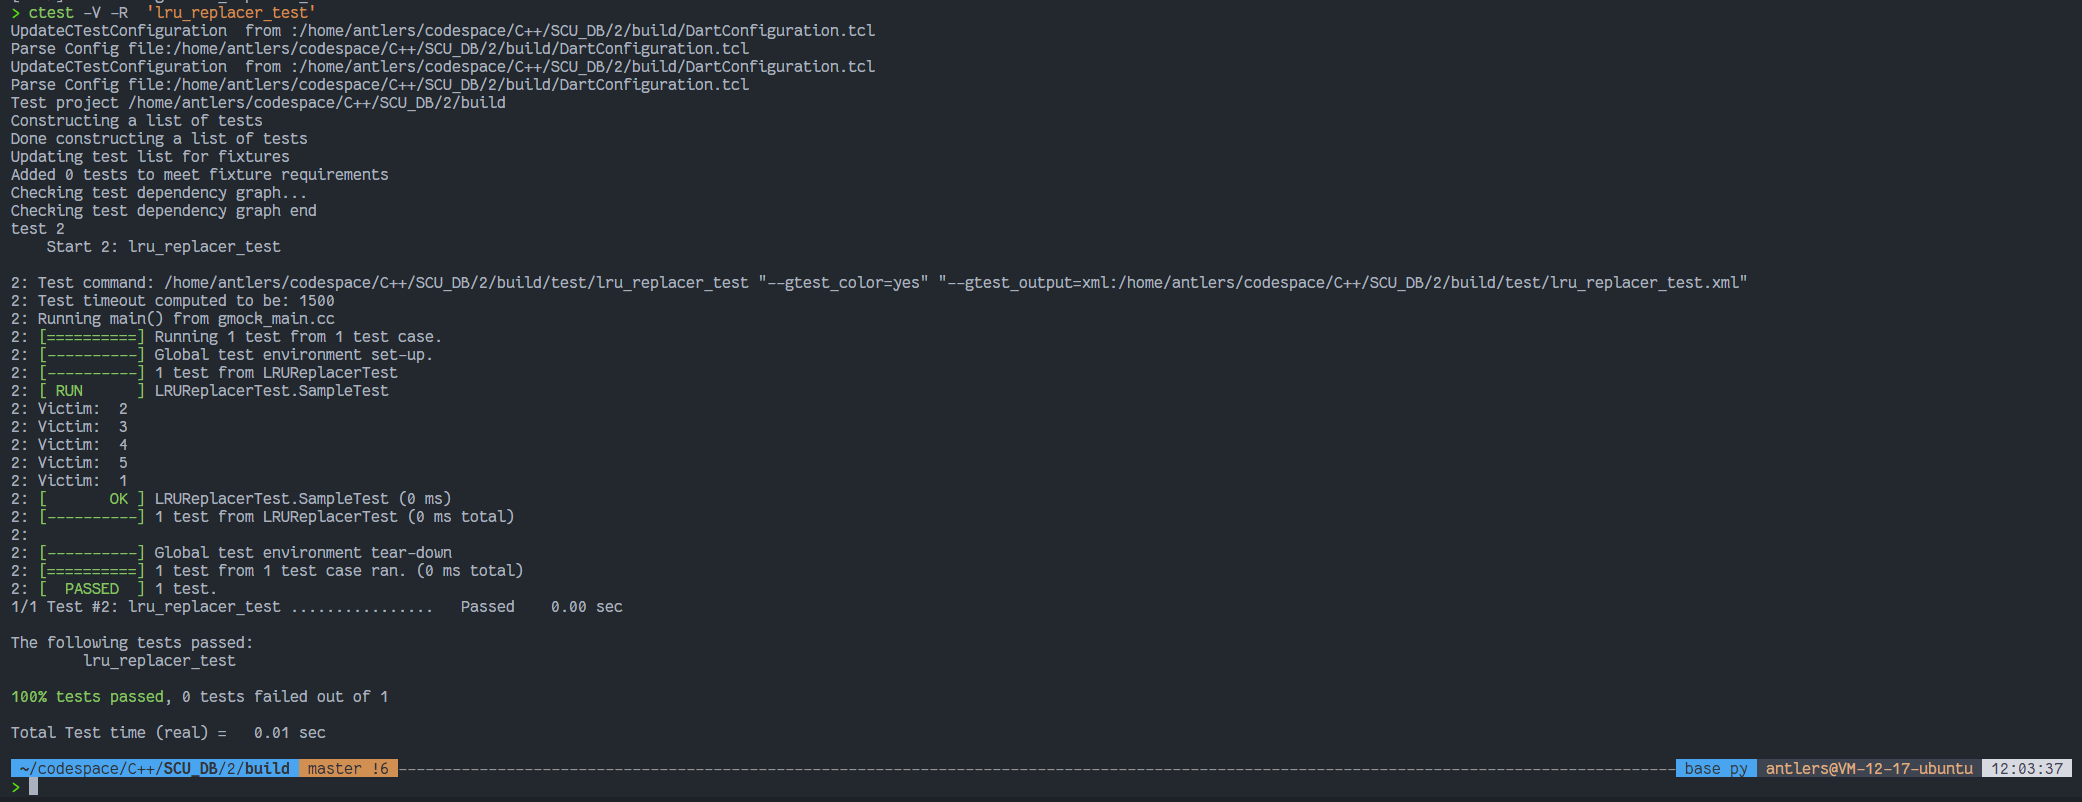 > ctest -V -R  'lru_replacer_test'
UpdateCTestConfiguration  from :/home/antlers/codespace/C++/SCU_DB/2/build/DartConfiguration.tcl
Parse Config file:/home/antlers/codespace/C++/SCU_DB/2/build/DartConfiguration.tcl
UpdateCTestConfiguration  from :/home/antlers/codespace/C++/SCU_DB/2/build/DartConfiguration.tcl
Parse Config file:/home/antlers/codespace/C++/SCU_DB/2/build/DartConfiguration.tcl
Test project /home/antlers/codespace/C++/SCU_DB/2/build
Constructing a list of tests
Done constructing a list of tests
Updating test list for fixtures
Added 0 tests to meet fixture requirements
Checking test dependency graph...
Checking test dependency graph end
test 2
    Start 2: lru_replacer_test

2: Test command: /home/antlers/codespace/C++/SCU_DB/2/build/test/lru_replacer_test "--gtest_color=yes" "--gtest_output=xml:/home/antlers/codespace/C++/SCU_DB/2/build/test/lru_replacer_test.xml"
2: Test timeout computed to be: 1500
2: Running main() from gmock_main.cc
2: [==========] Running 1 test from 1 test case.
2: [----------] Global test environment set-up.
2: [----------] 1 test from LRUReplacerTest
2: [ RUN      ] LRUReplacerTest.SampleTest
2: Victim:  2
2: Victim:  3
2: Victim:  4
2: Victim:  5
2: Victim:  1
2: [       OK ] LRUReplacerTest.SampleTest (0 ms)
2: [----------] 1 test from LRUReplacerTest (0 ms total)
2:
2: [----------] Global test environment tear-down
2: [==========] 1 test from 1 test case ran. (0 ms total)
2: [  PASSED  ] 1 test.
1/1 Test #2: lru_replacer_test ................   Passed    0.00 sec

The following tests passed:
        lru_replacer_test

100% tests passed, 0 tests failed out of 1

Total Test time (real) =   0.01 sec

~/codespace/C++/SCU_DB/2/build  master !6  base py  antlers@VM-12-17-ubuntu  12:03:37
>